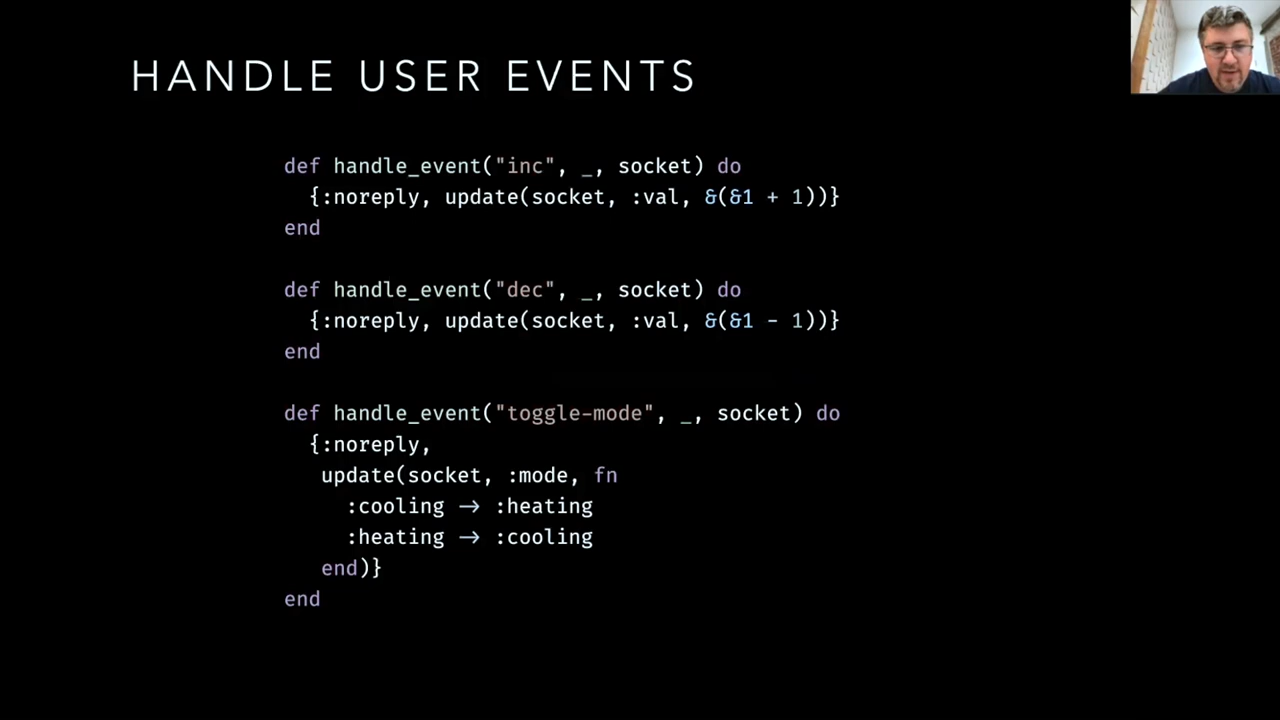 HANDLE USER EVENTS
def handle_event("inc", _, socket) do
  {:noreply, update(socket, :val, &(&1 + 1))}
end
def handle_event("dec", _, socket) do
  {:noreply, update(socket, :val, &(&1 - 1))}
end
def handle_event("toggle-mode", _, socket) do
  {:noreply,
   update(socket, :mode, fn
     :cooling -> :heating
     :heating -> :cooling
   end)}
end